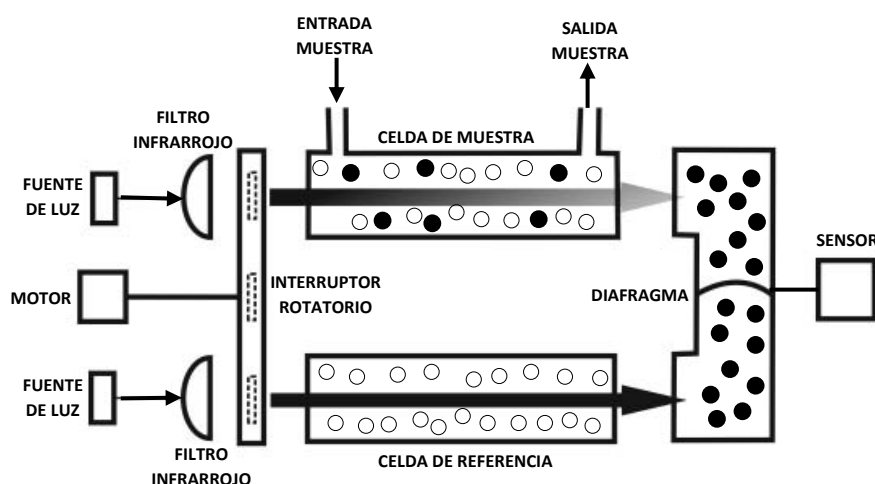 ENTRADA
MUESTRA
SALIDA
MUESTRA
FILTRO
INFRARROJO
CELDA DE MUESTRA
FUENTE
DE LUZ
SENSOR
MOTOR
INTERRUPTOR
ROTATORIO
DIAFRAGMA
FUENTE
DE LUZ
FILTRO
INFRARROJO
CELDA DE REFERENCIA